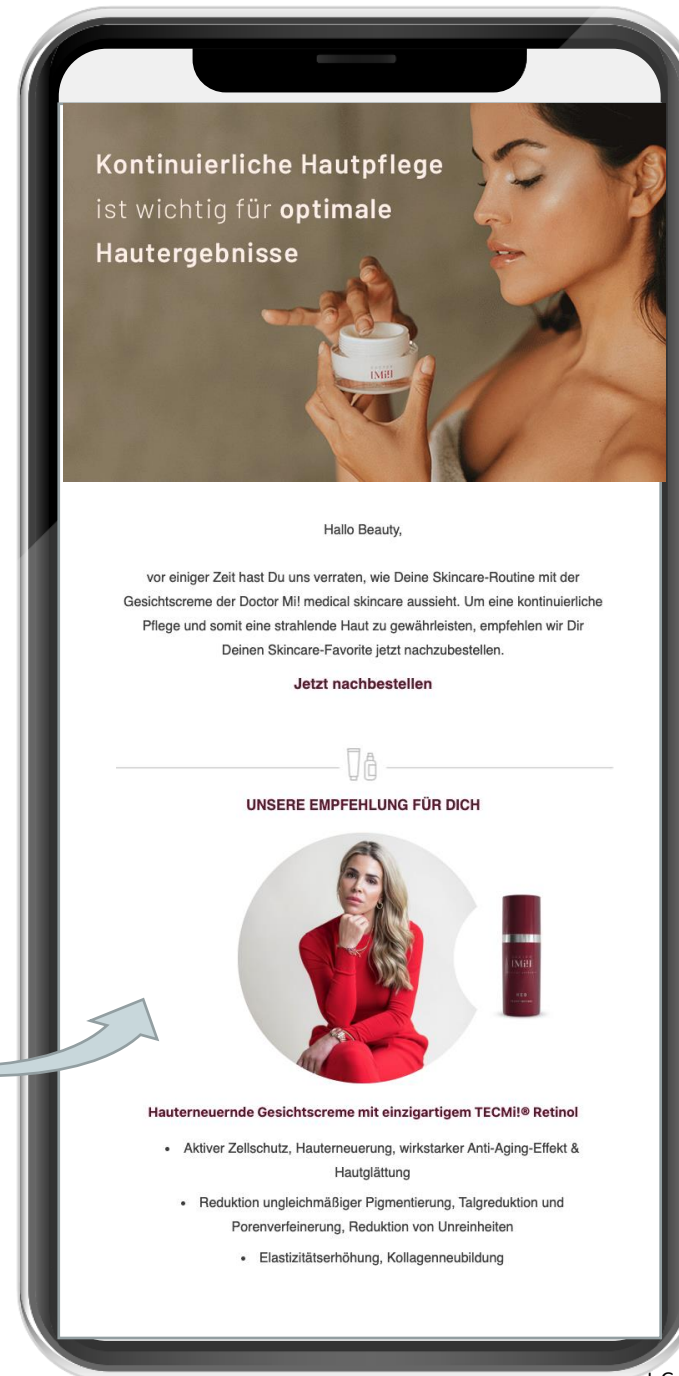 Kontinuierliche Hautpflege
ist wichtig für optimale
Hautergebnisse
DOCTOR
!Mi!
Hallo Beauty,
vor einiger Zeit hast Du uns verraten, wie Deine Skincare-Routine mit der
Gesichtscreme der Doctor Mi! medical skincare aussieht. Um eine kontinuierliche
Pflege und somit eine strahlende Haut zu gewährleisten, empfehlen wir Dir
Deinen Skincare-Favorite jetzt nachzubestellen.
Jetzt nachbestellen
UNSERE EMPFEHLUNG FÜR DICH
!Mi!
Hauterneuernde Gesichtscreme mit einzigartigem TECMi!® Retinol
• Aktiver Zellschutz, Hauterneuerung, wirkstarker Anti-Aging-Effekt &
Hautglättung
• Reduktion ungleichmäßiger Pigmentierung, Talgreduktion und
Porenverfeinerung, Reduktion von Unreinheiten
• Elastizitätserhöhung, Kollagenneubildung